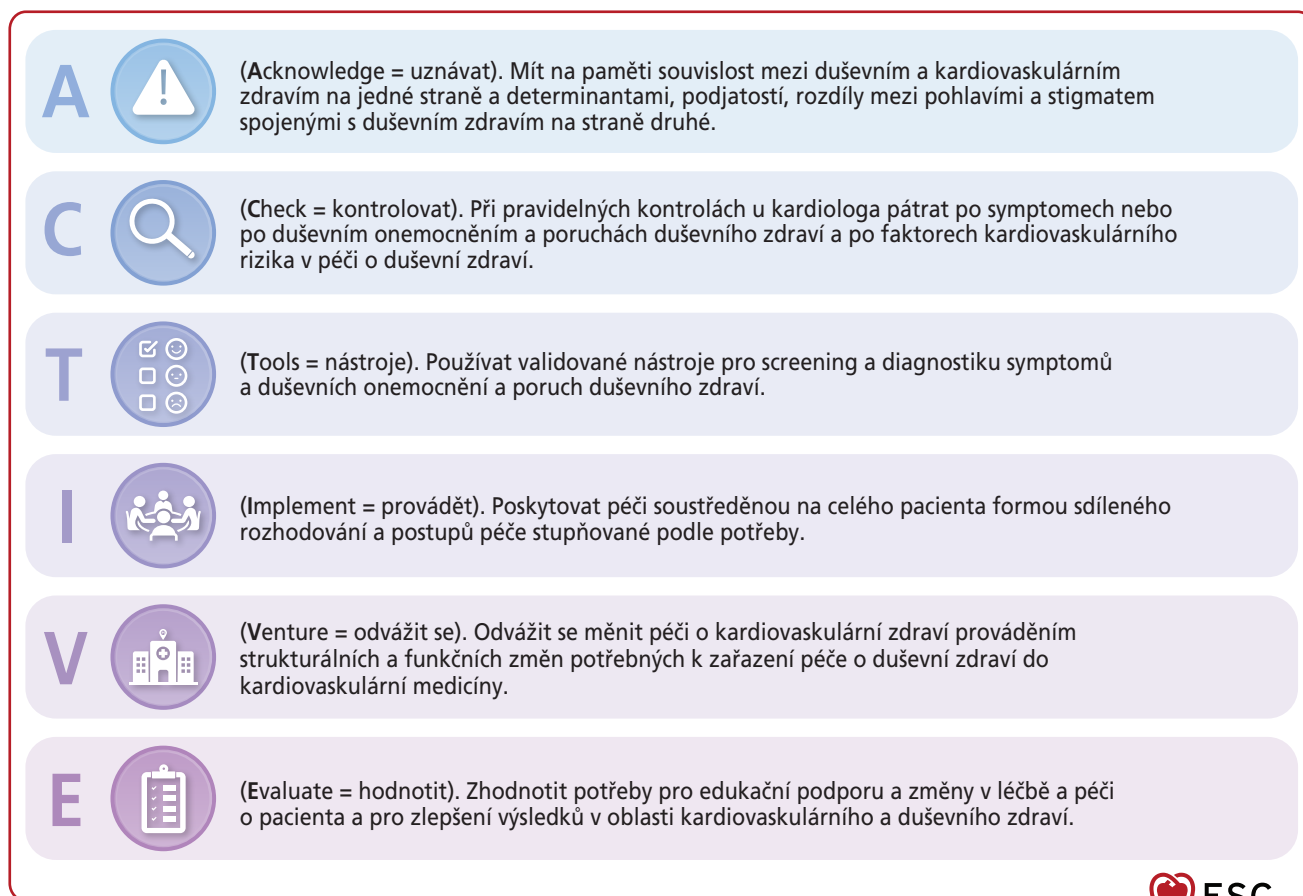 A
(Acknowledge = uznávat). Mít na paměti souvislost mezi duševním a kardiovaskulárním
zdravím na jedné straně a determinantami, podjatostí, rozdíly mezi pohlavími a stigmatem
spojenými s duševním zdravím na straně druhé.
C
(Check = kontrolovat). Při pravidelných kontrolách u kardiologa pátrat po symptomech nebo
po duševním onemocněním a poruchách duševního zdraví a po faktorech kardiovaskulárního
rizika v péči o duševní zdraví.
T
(Tools = nástroje). Používat validované nástroje pro screening a diagnostiku symptomů
a duševních onemocnění a poruch duševního zdraví.
I
(Implement = provádět). Poskytovat péči soustředěnou na celého pacienta formou sdíleného
rozhodování a postupů péče stupňované podle potřeby.
V
(Venture = odvážit se). Odvážit se měnit péči o kardiovaskulární zdraví prováděním
strukturálních a funkčních změn potřebných k zařazení péče o duševní zdraví do
kardiovaskulární medicíny.
E
(Evaluate = hodnotit). Zhodnotit potřeby pro edukační podporu a změny v léčbě a péči
o pacienta a pro zlepšení výsledků v oblasti kardiovaskulárního a duševního zdraví.
ESC